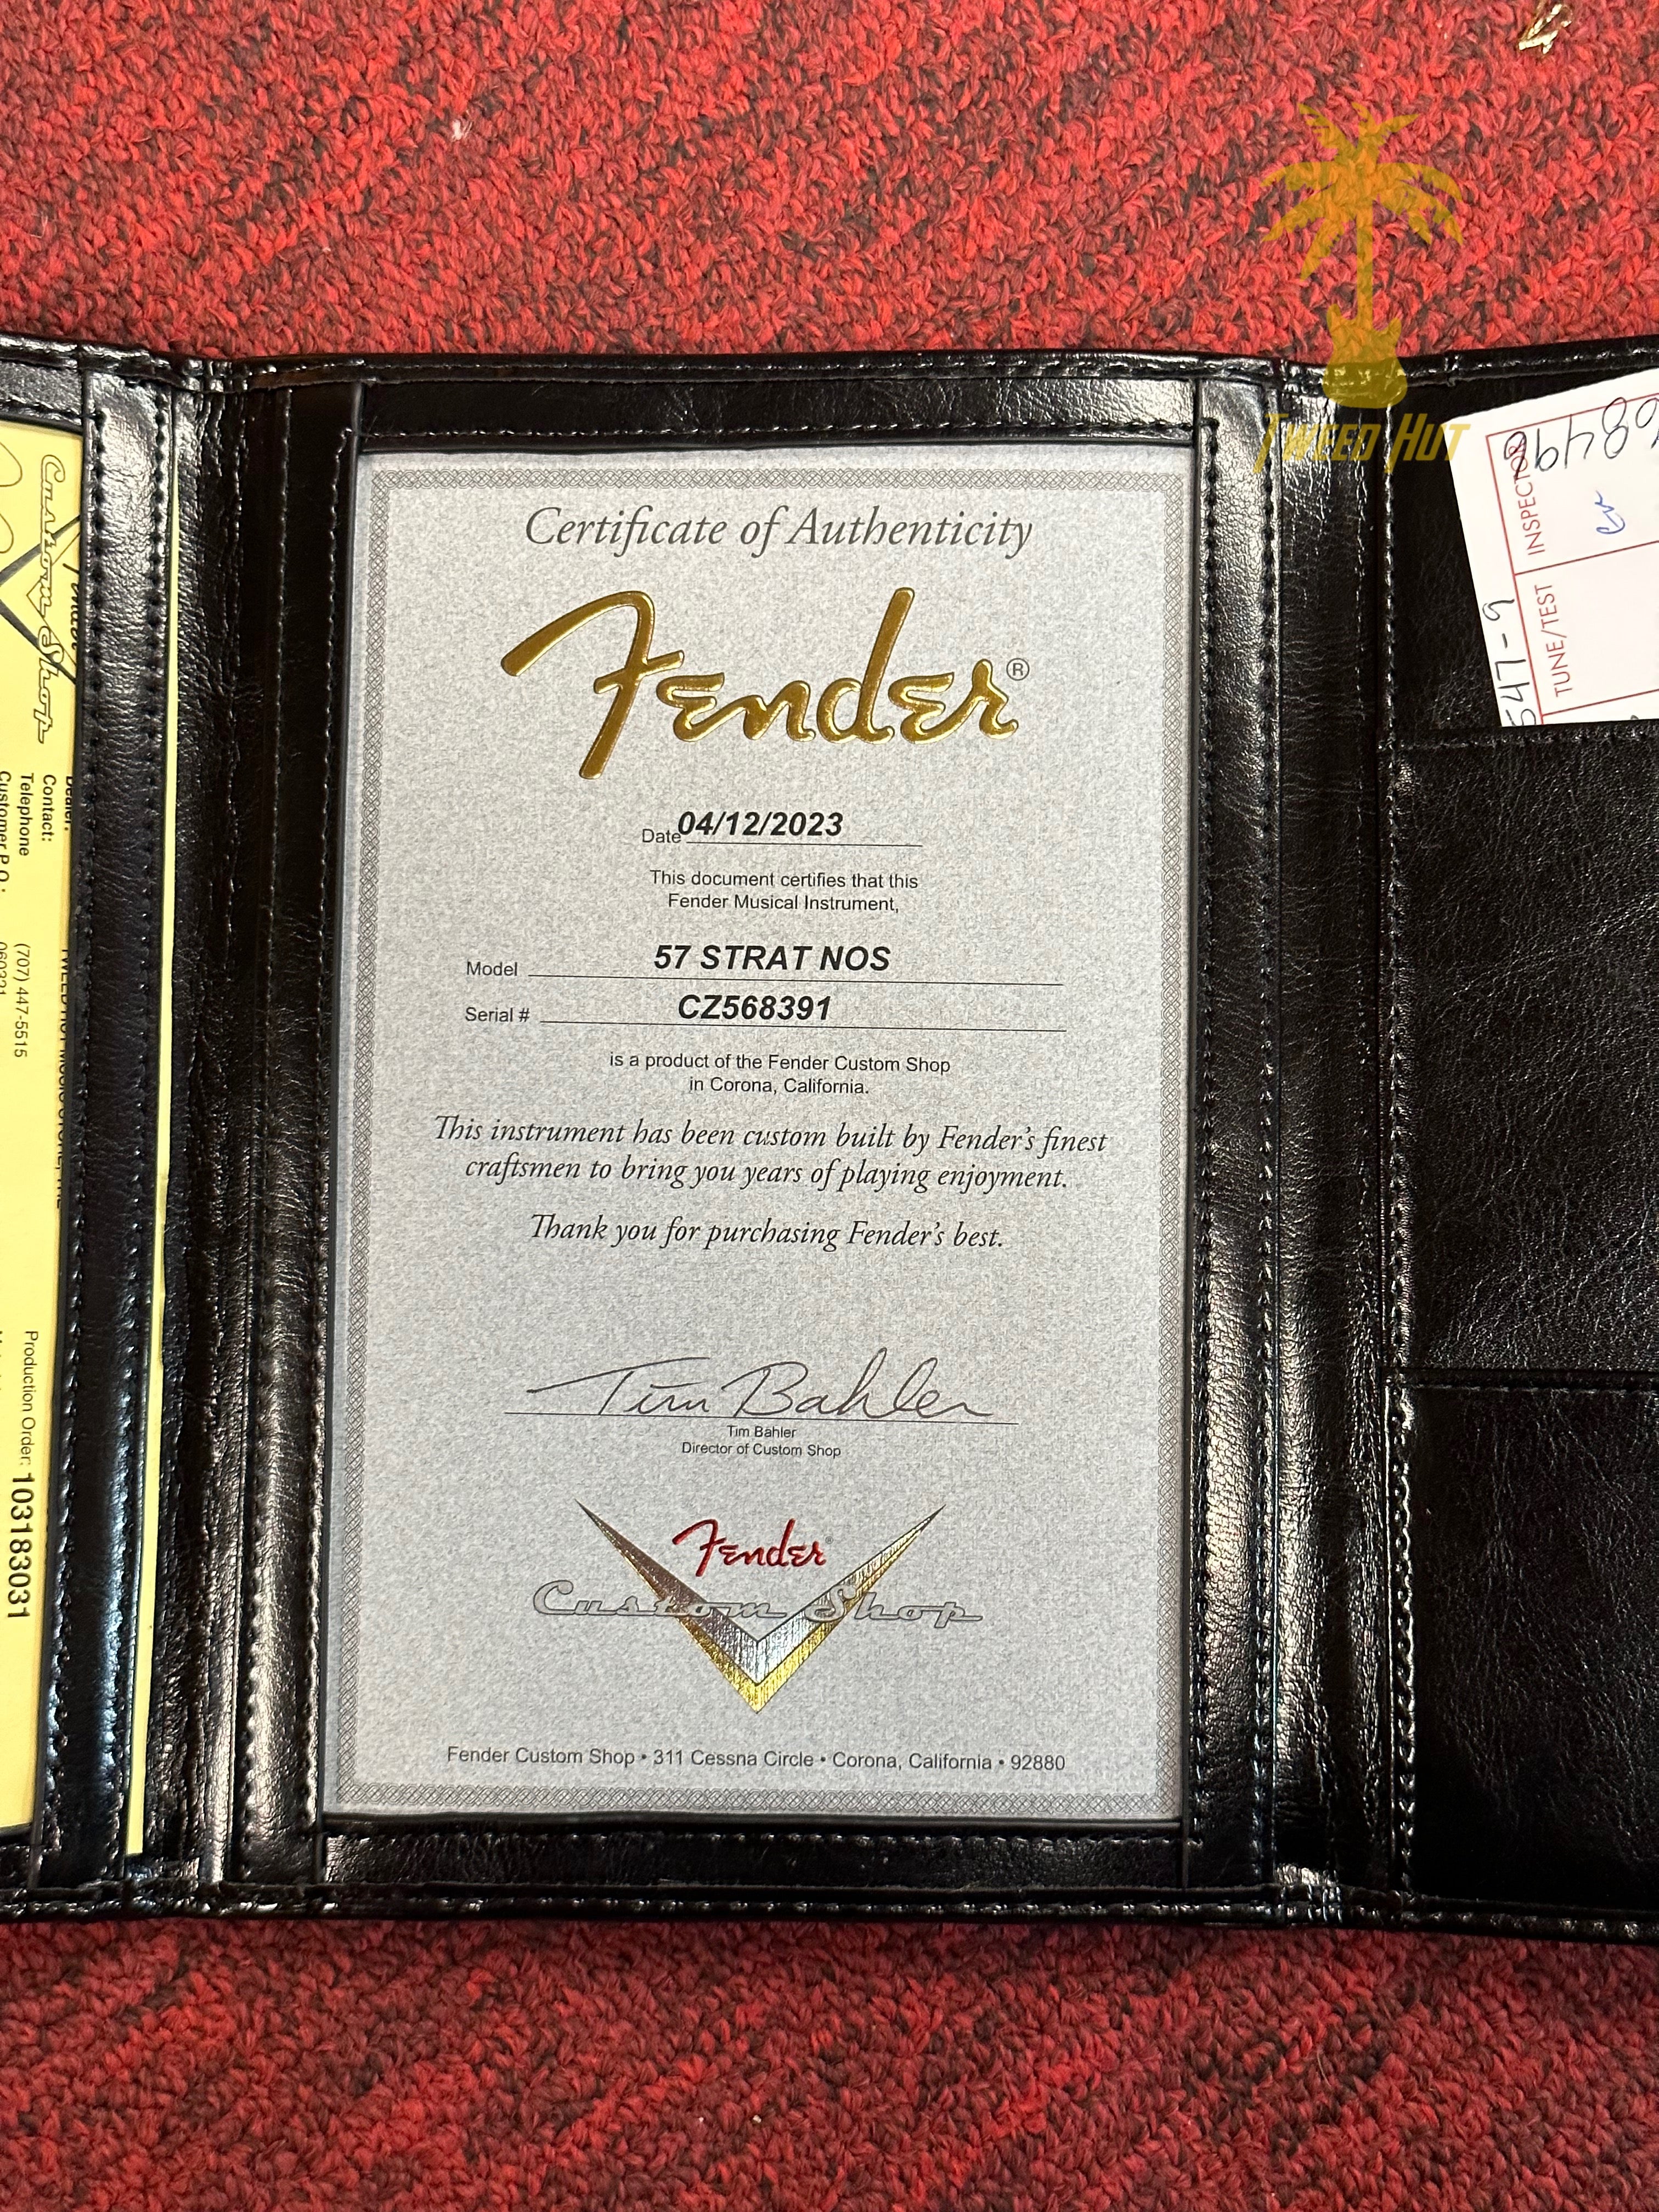 Tweed Hut
Certificate of Authenticity
Fender®
Date 04/12/2023
This document certifies that this
Fender Musical Instrument,
Model 57 STRAT NOS
Serial # CZ568391
is a product of the Fender Custom Shop
in Corona, California.
This instrument has been custom built by Fender's finest
craftsmen to bring you years of playing enjoyment.
Thank you for purchasing Fender's best.
Tim Bahler
Tim Bahler
Director of Custom Shop
Fender®
Custom Shop
Fender Custom Shop • 311 Cessna Circle • Corona, California • 92880
Custom Shop
Dealer:
Contact:
Telephone (707) 447-5515
Customer P.O.:
Production Order: 10318031
INSPECTION
TUNE/TEST